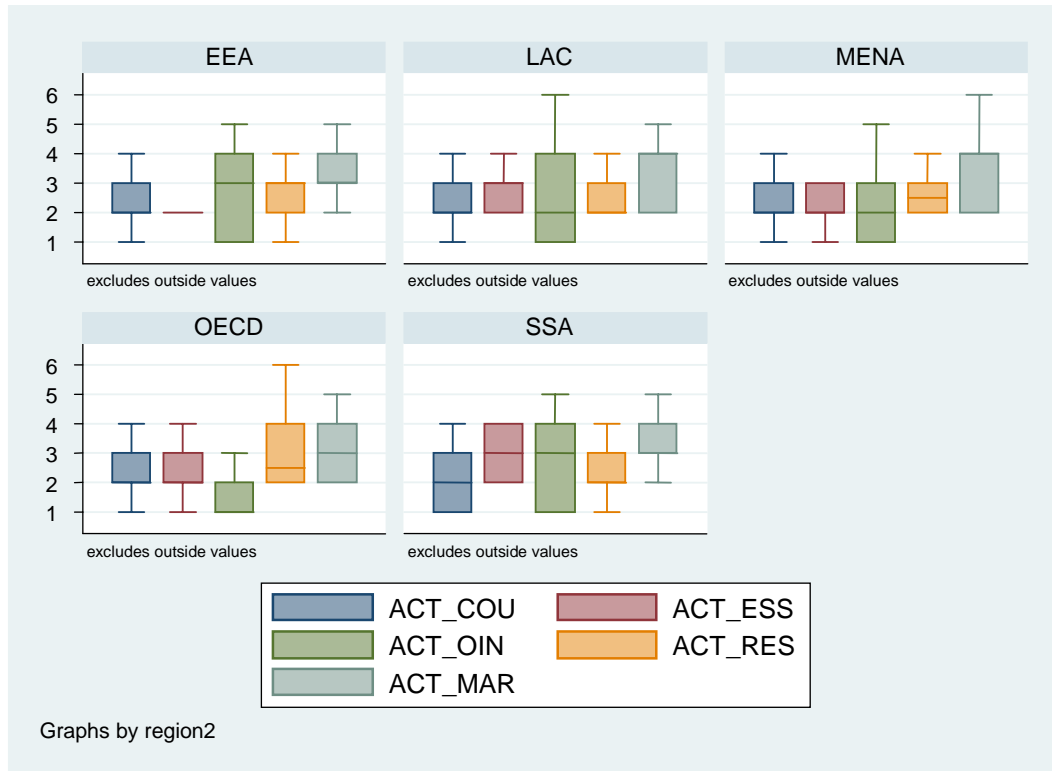 EEA LAC MENA
6
5
4
3
2
1
excludes outside values excludes outside values excludes outside values
OECD SSA
6
5
4
3
2
1
excludes outside values excludes outside values
ACT_COU ACT_ESS
ACT_OIN ACT_RES
ACT_MAR
Graphs by region2